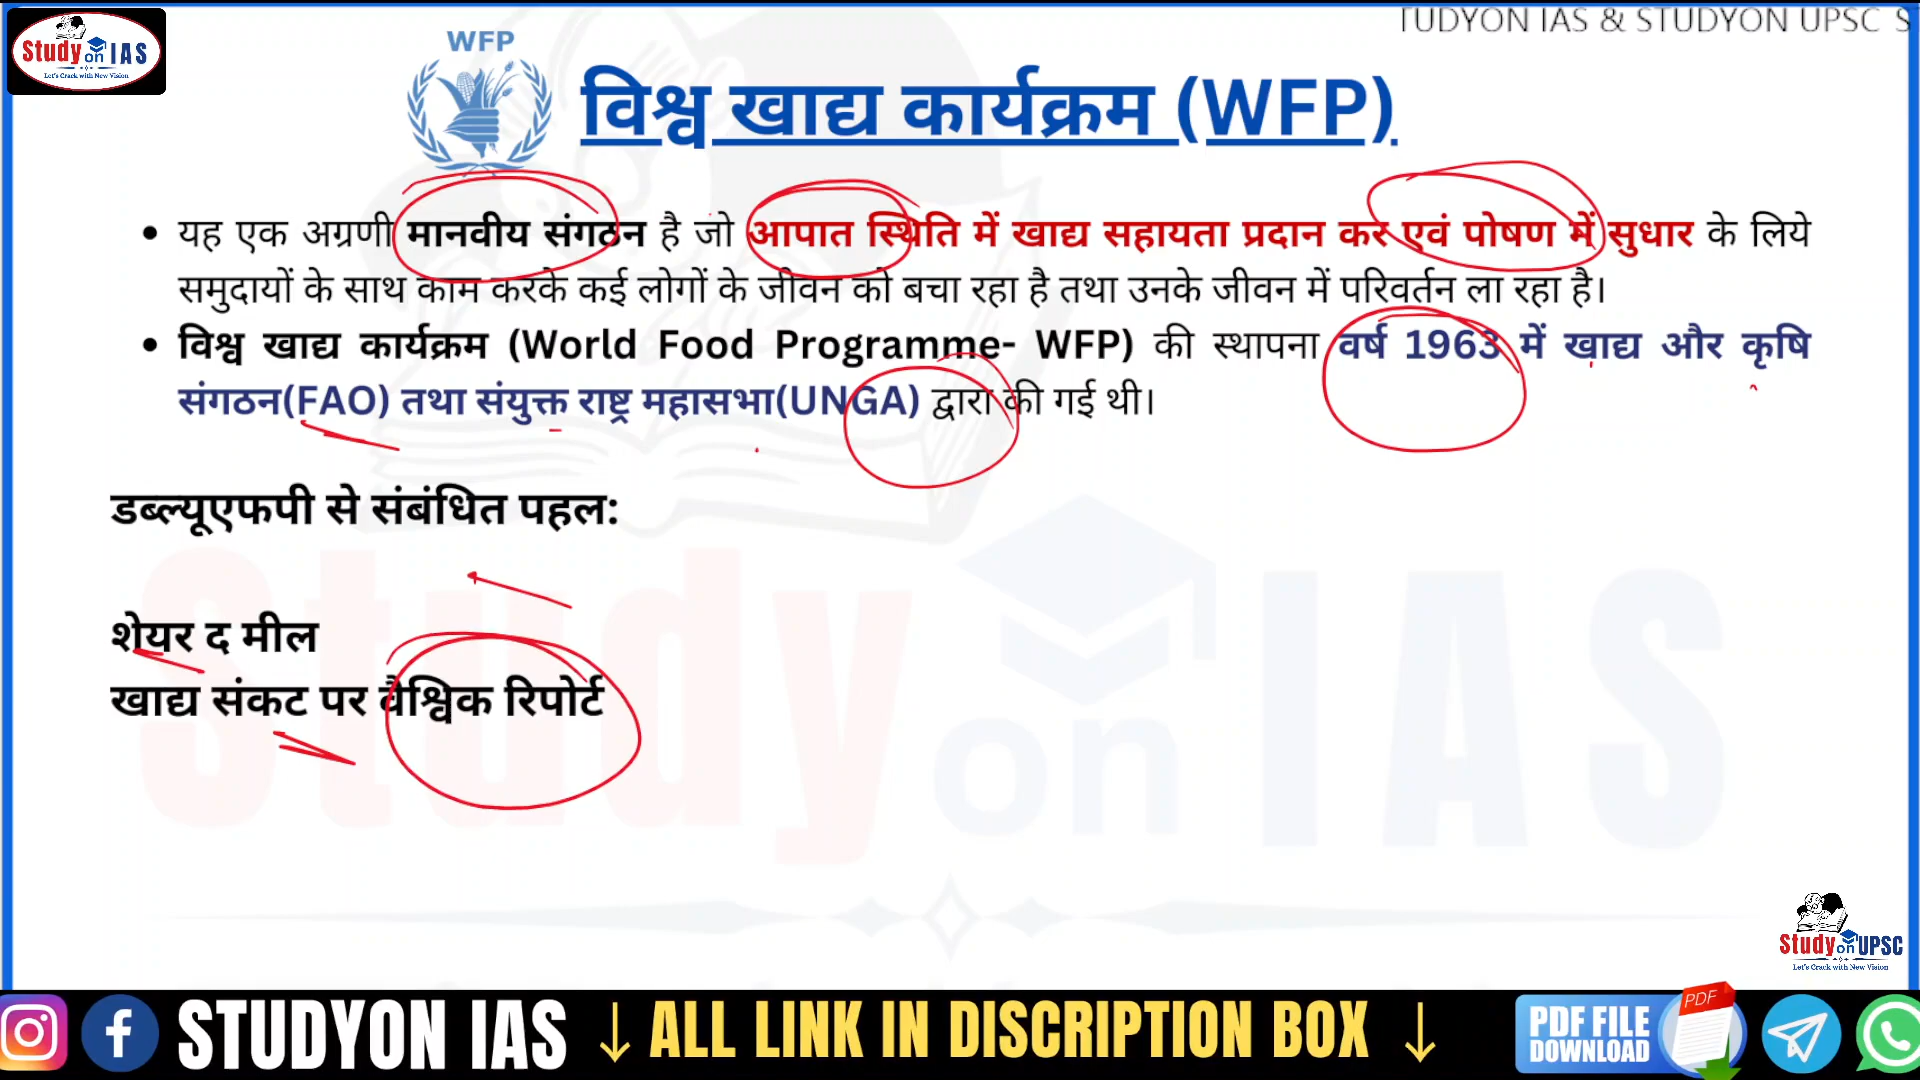 Study on IAS
Let's Crack with New Vision
TUDYON IAS & STUDYON UPSC S
WFP
विश्व खाद्य कार्यक्रम (WFP)
• यह एक अग्रणी मानवीय संगठन है जो आपात स्थिति में खाद्य सहायता प्रदान कर एवं पोषण में सुधार के लिये
समुदायों के साथ काम करके कई लोगों के जीवन को बचा रहा है तथा उनके जीवन में परिवर्तन ला रहा है।
• विश्व खाद्य कार्यक्रम (World Food Programme- WFP) की स्थापना वर्ष 1963 में खाद्य और कृषि
संगठन(FAO) तथा संयुक्त राष्ट्र महासभा(UNGA) द्वारा की गई थी।
डब्ल्यूएफपी से संबंधित पहल:
शेयर द मील
खाद्य संकट पर वैश्विक रिपोर्ट
Study on IAS
Study on UPSC
Let's Crack with New Vision
STUDYON IAS ↓ ALL LINK IN DISCRIPTION BOX ↓
PDF FILE
DOWNLOAD
PDF